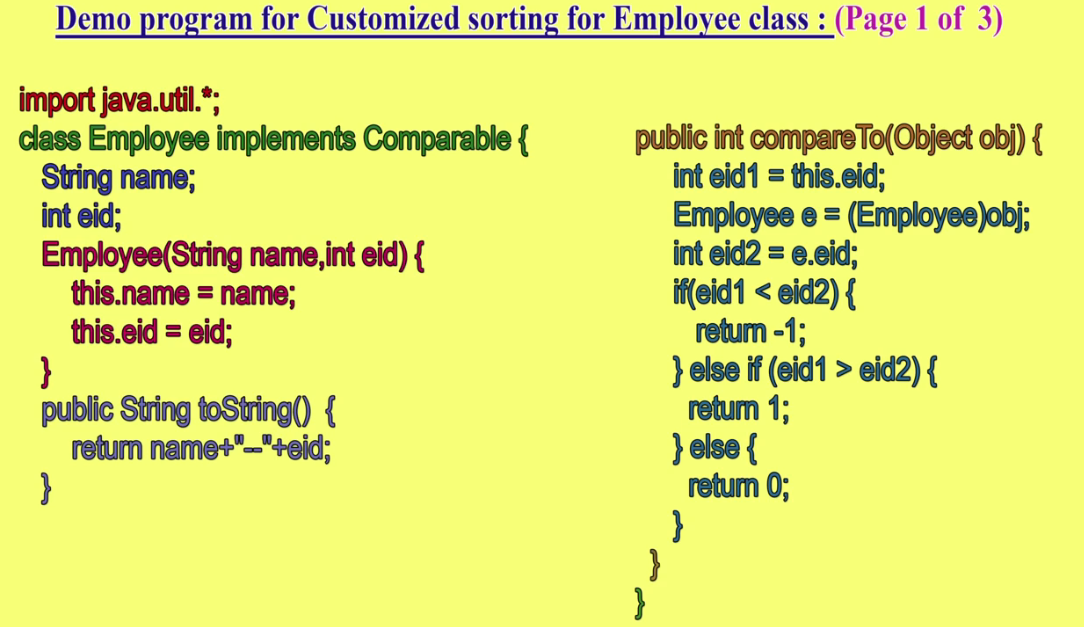 Demo program for Customized sorting for Employee class : (Page 1 of 3)
import java.util.*;
class Employee implements Comparable {
String name;
int eid;
Employee(String name,int eid) {
this.name = name;
this.eid = eid;
}
public String toString() {
return name+"--"+eid;
}
public int compareTo(Object obj) {
int eid1 = this.eid;
Employee e = (Employee)obj;
int eid2 = e.eid;
if(eid1 < eid2) {
return -1;
} else if (eid1 > eid2) {
return 1;
} else {
return 0;
}
}
}